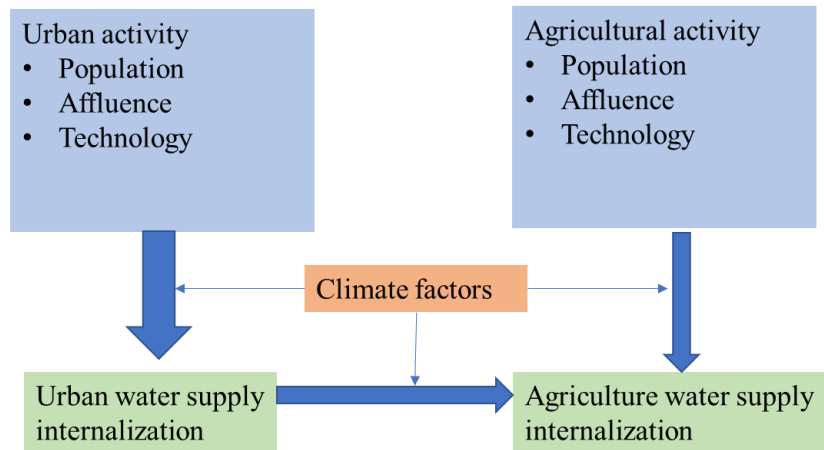 Urban activity
• Population
• Affluence
• Technology
Agricultural activity
• Population
• Affluence
• Technology
Climate factors
Urban water supply
internalization
Agriculture water supply
internalization